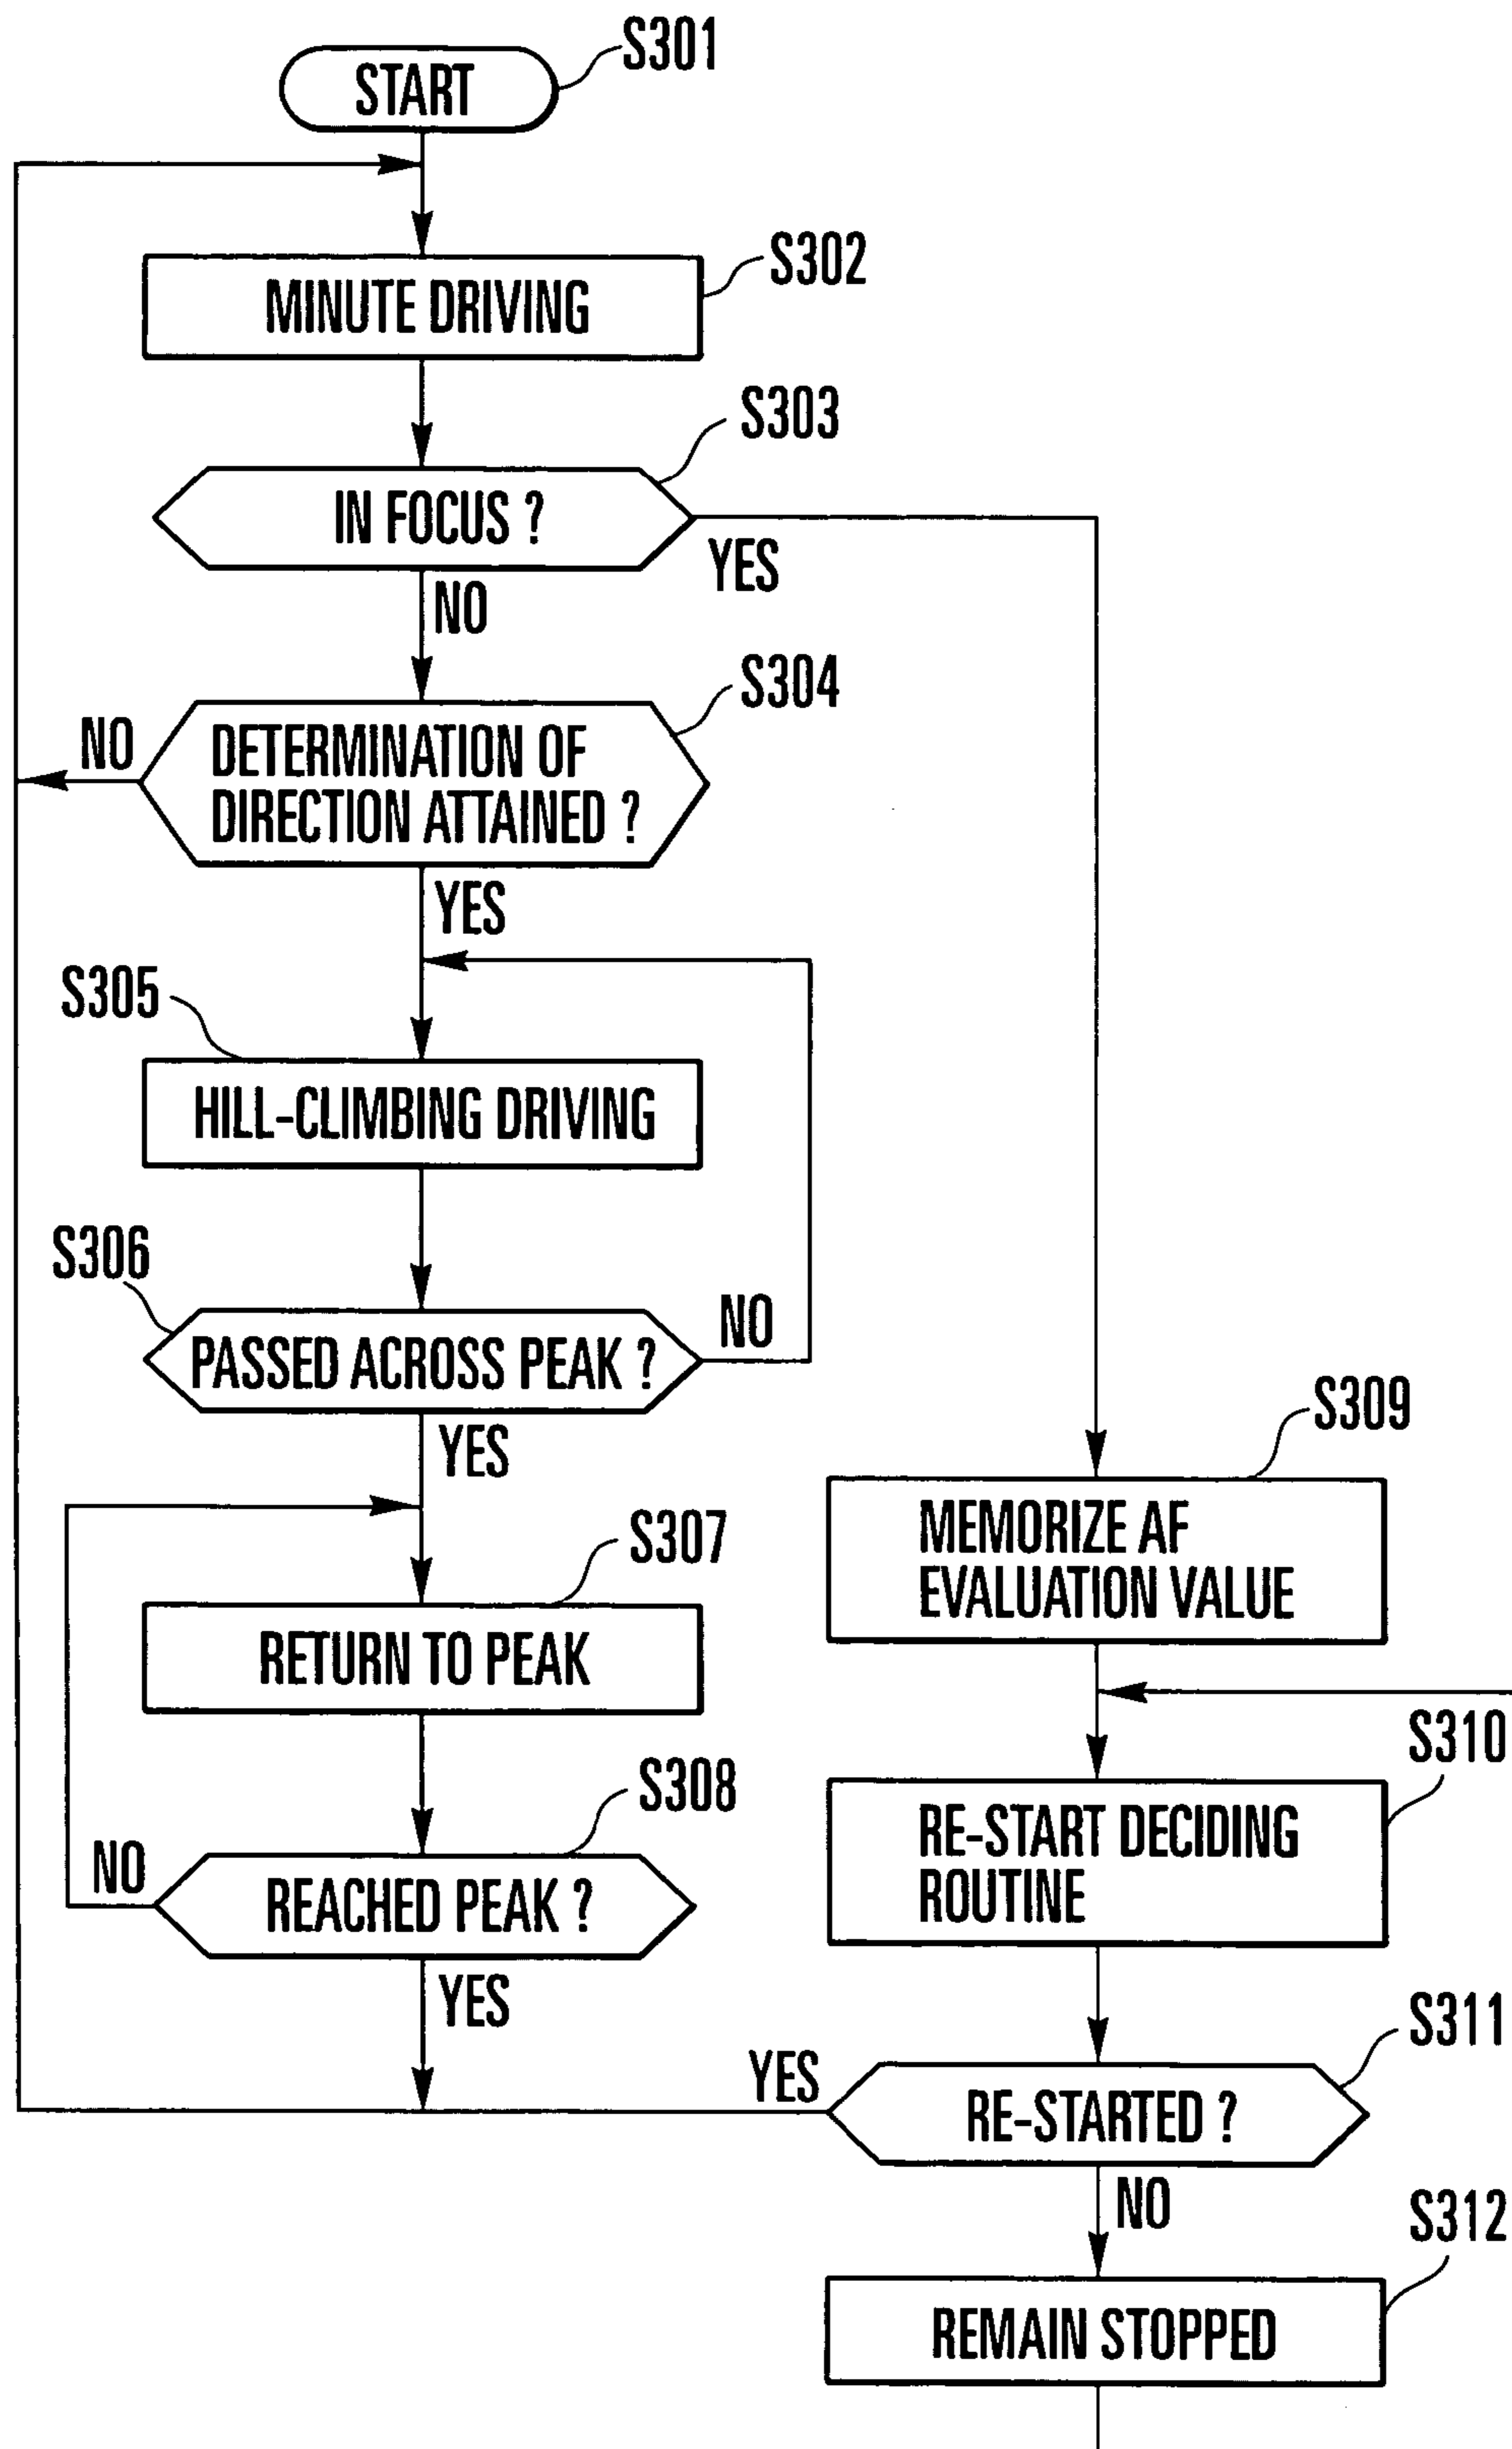 START
S301
MINUTE DRIVING
S302
IN FOCUS ?
S303
YES
NO
DETERMINATION OF
DIRECTION ATTAINED ?
S304
NO
YES
HILL-CLIMBING DRIVING
S305
PASSED ACROSS PEAK ?
S306
NO
YES
RETURN TO PEAK
S307
REACHED PEAK ?
S308
NO
YES
MEMORIZE AF
EVALUATION VALUE
S309
RE-START DECIDING
ROUTINE
S310
RE-STARTED ?
S311
YES
NO
REMAIN STOPPED
S312